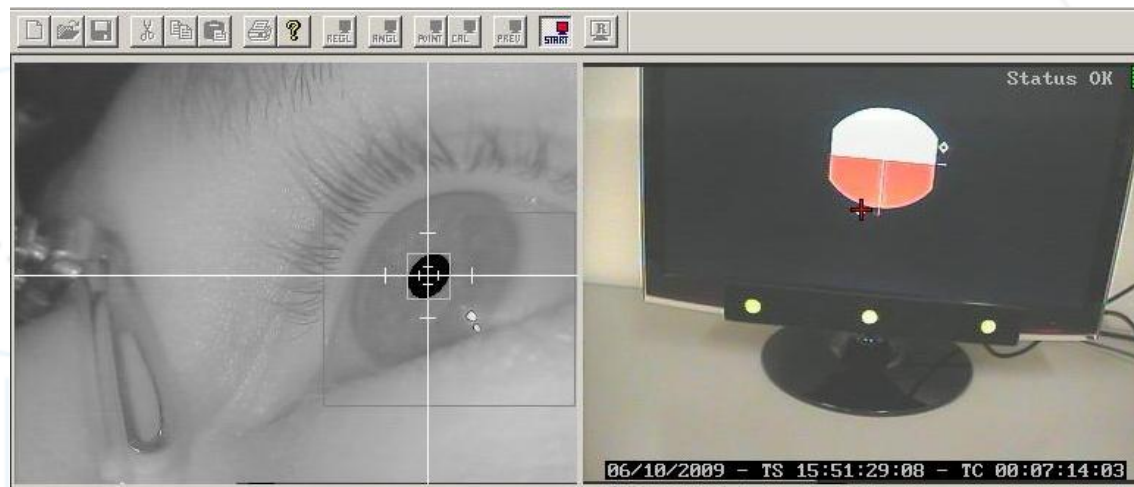 REGL ANGL POINT CAL PREV START R
Status OK
06/10/2009 - TS 15:51:29:08 - TC 00:07:14:03